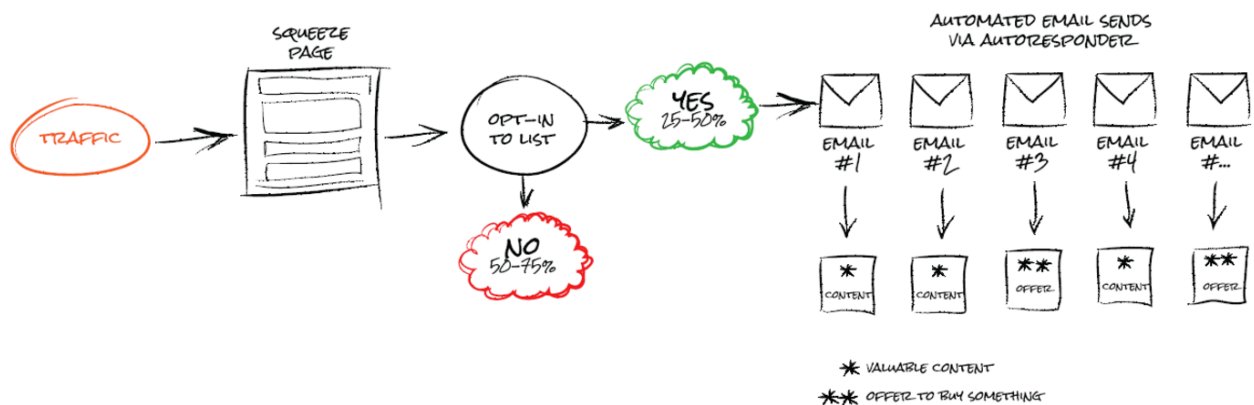 AUTOMATED EMAIL SENDS
VIA AUTORESPONDER
SQUEEZE
PAGE
TRAFFIC
OPT-IN
TO LIST
YES
25-50%
NO
50-75%
EMAIL
#1
EMAIL
#2
EMAIL
#3
EMAIL
#4
EMAIL
#...
* CONTENT
* CONTENT
** OFFER
* CONTENT
** OFFER
* VALUABLE CONTENT
** OFFER TO BUY SOMETHING